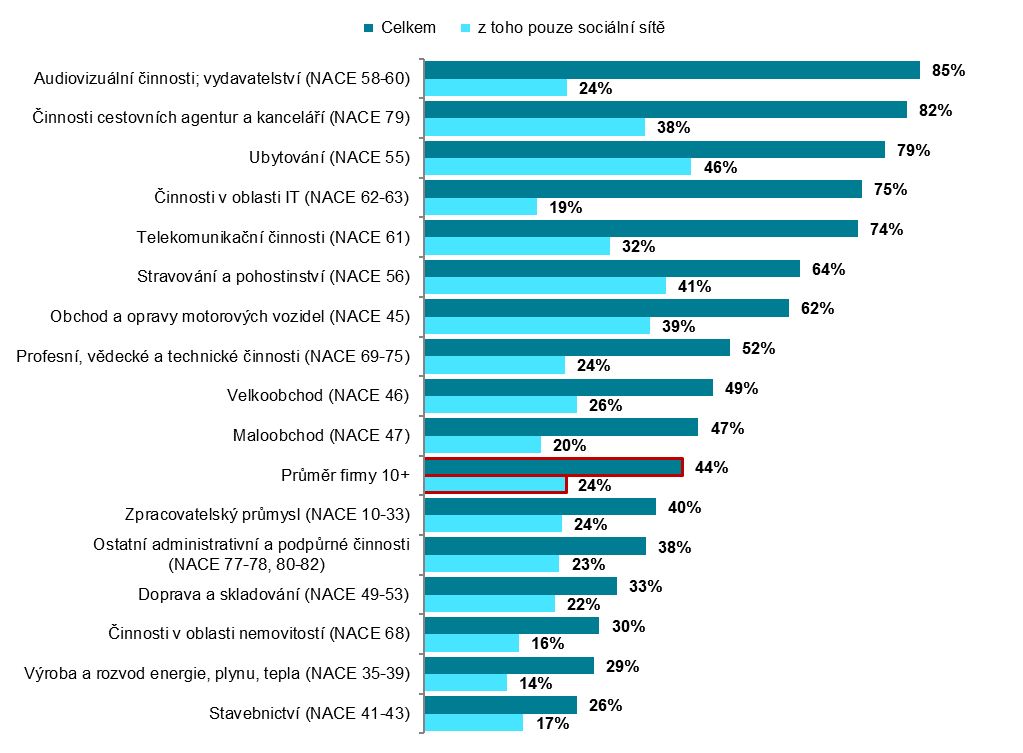 Celkem z toho pouze sociální sítě
Audiovizuální činnosti; vydavatelství (NACE 58-60) 85%
24%
Činnosti cestovních agentur a kanceláří (NACE 79) 82%
38%
Ubytování (NACE 55) 79%
46%
Činnosti v oblasti IT (NACE 62-63) 75%
19%
Telekomunikační činnosti (NACE 61) 74%
32%
Stravování a pohostinství (NACE 56) 64%
41%
Obchod a opravy motorových vozidel (NACE 45) 62%
39%
Profesní, vědecké a technické činnosti (NACE 69-75) 52%
24%
Velkoobchod (NACE 46) 49%
26%
Maloobchod (NACE 47) 47%
20%
Průměr firmy 10+ 44%
24%
Zpracovatelský průmysl (NACE 10-33) 40%
24%
Ostatní administrativní a podpůrné činnosti
(NACE 77-78, 80-82) 38%
23%
Doprava a skladování (NACE 49-53) 33%
22%
Činnosti v oblasti nemovitostí (NACE 68) 30%
16%
Výroba a rozvod energie, plynu, tepla (NACE 35-39) 29%
14%
Stavebnictví (NACE 41-43) 26%
17%